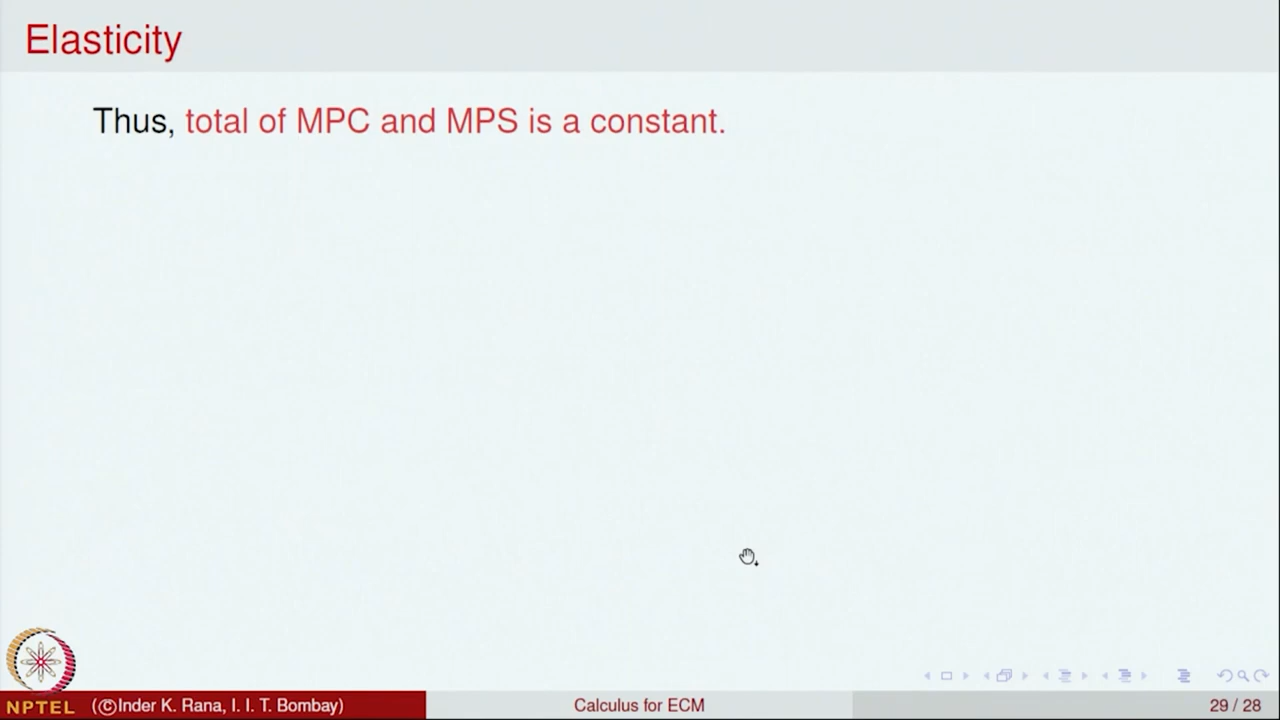 Elasticity
Thus, total of MPC and MPS is a constant.
NPTEL (©Inder K. Rana, I. I. T. Bombay) Calculus for ECM 29 / 28